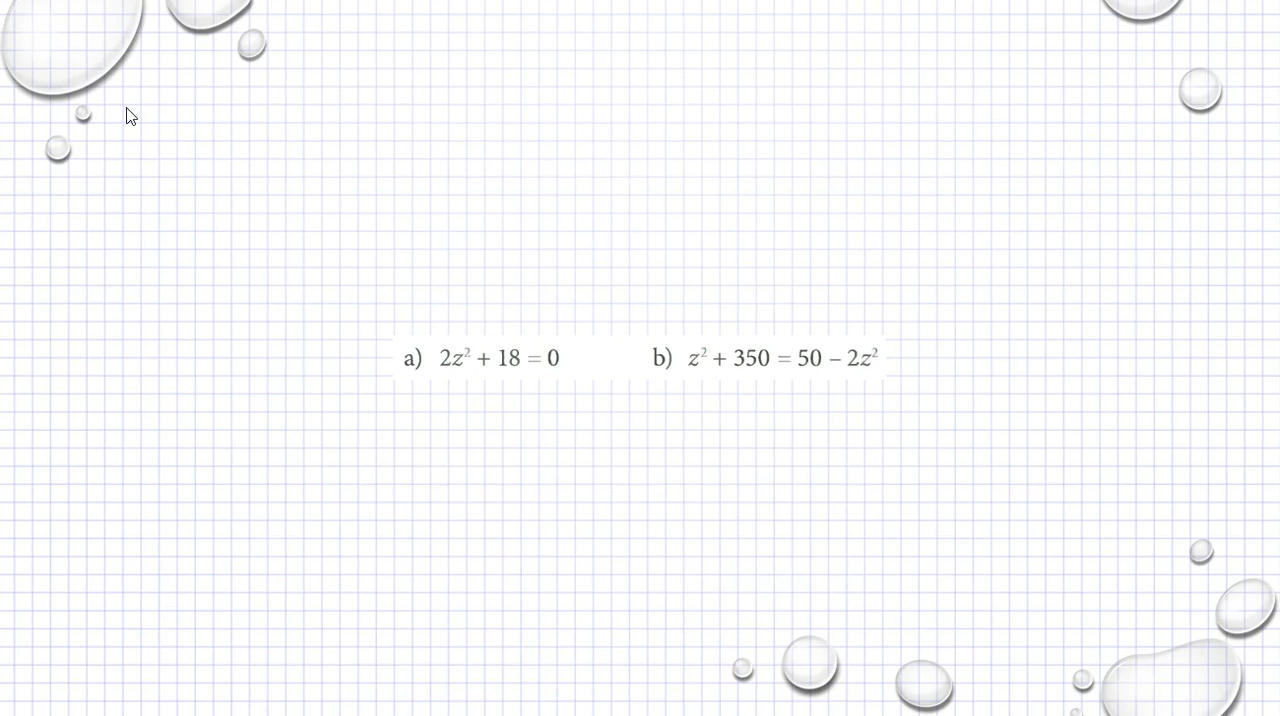 a) 2z² + 18 = 0 b) z² + 350 = 50 – 2z²